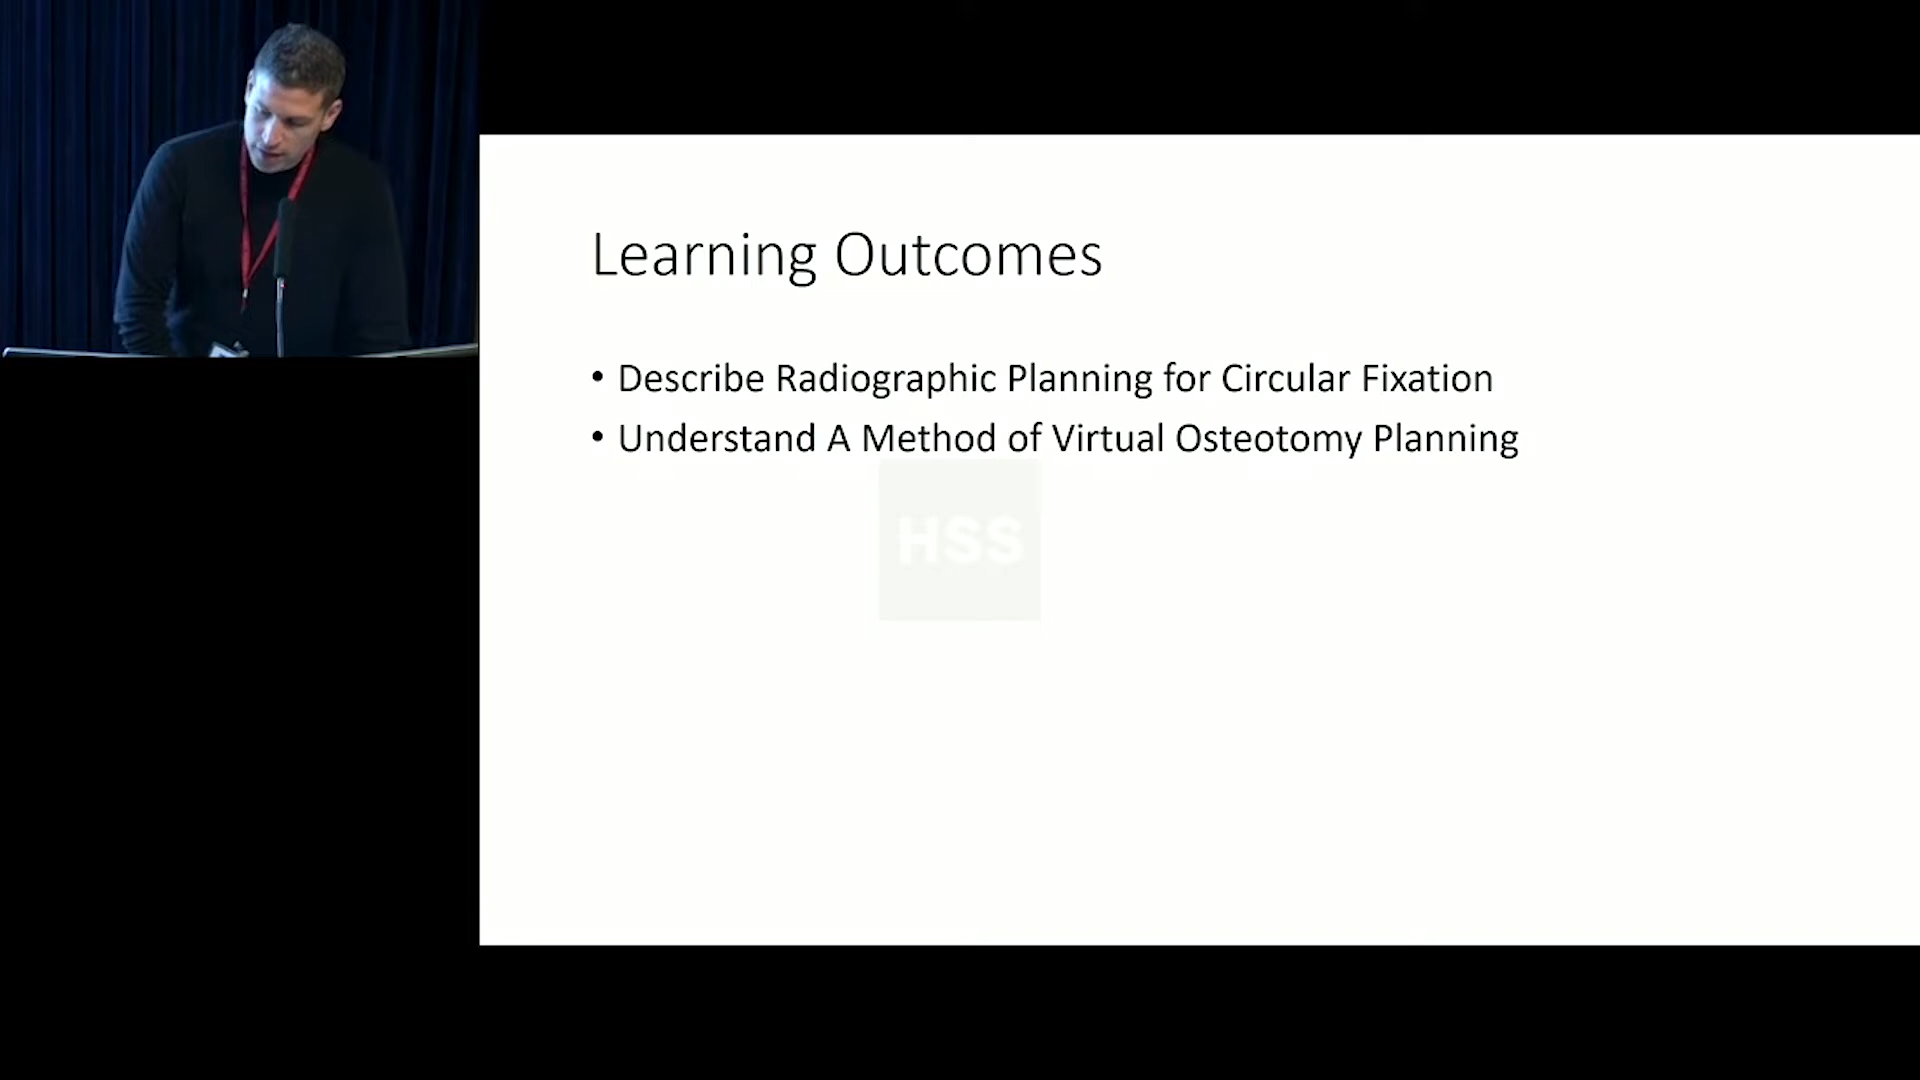 Learning Outcomes
• Describe Radiographic Planning for Circular Fixation
• Understand A Method of Virtual Osteotomy Planning
HSS